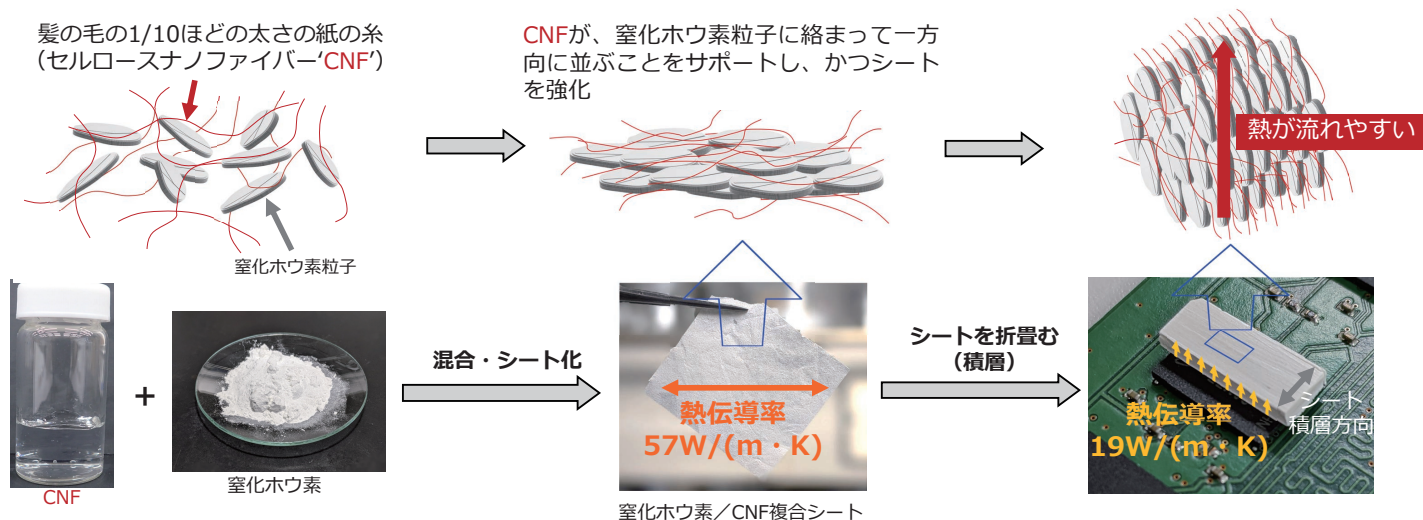 髪の毛の1/10ほどの太さの紙の糸
（セルロースナノファイバー‘CNF’）
CNFが、窒化ホウ素粒子に絡まって一方
向に並ぶことをサポートし、かつシート
を強化
熱が流れやすい
窒化ホウ素粒子
+
混合・シート化
シートを折畳む
（積層）
熱伝導率
57W/(m・K)
熱伝導率
19W/(m・K)
シート
積層方向
CNF
窒化ホウ素
窒化ホウ素／CNF複合シート